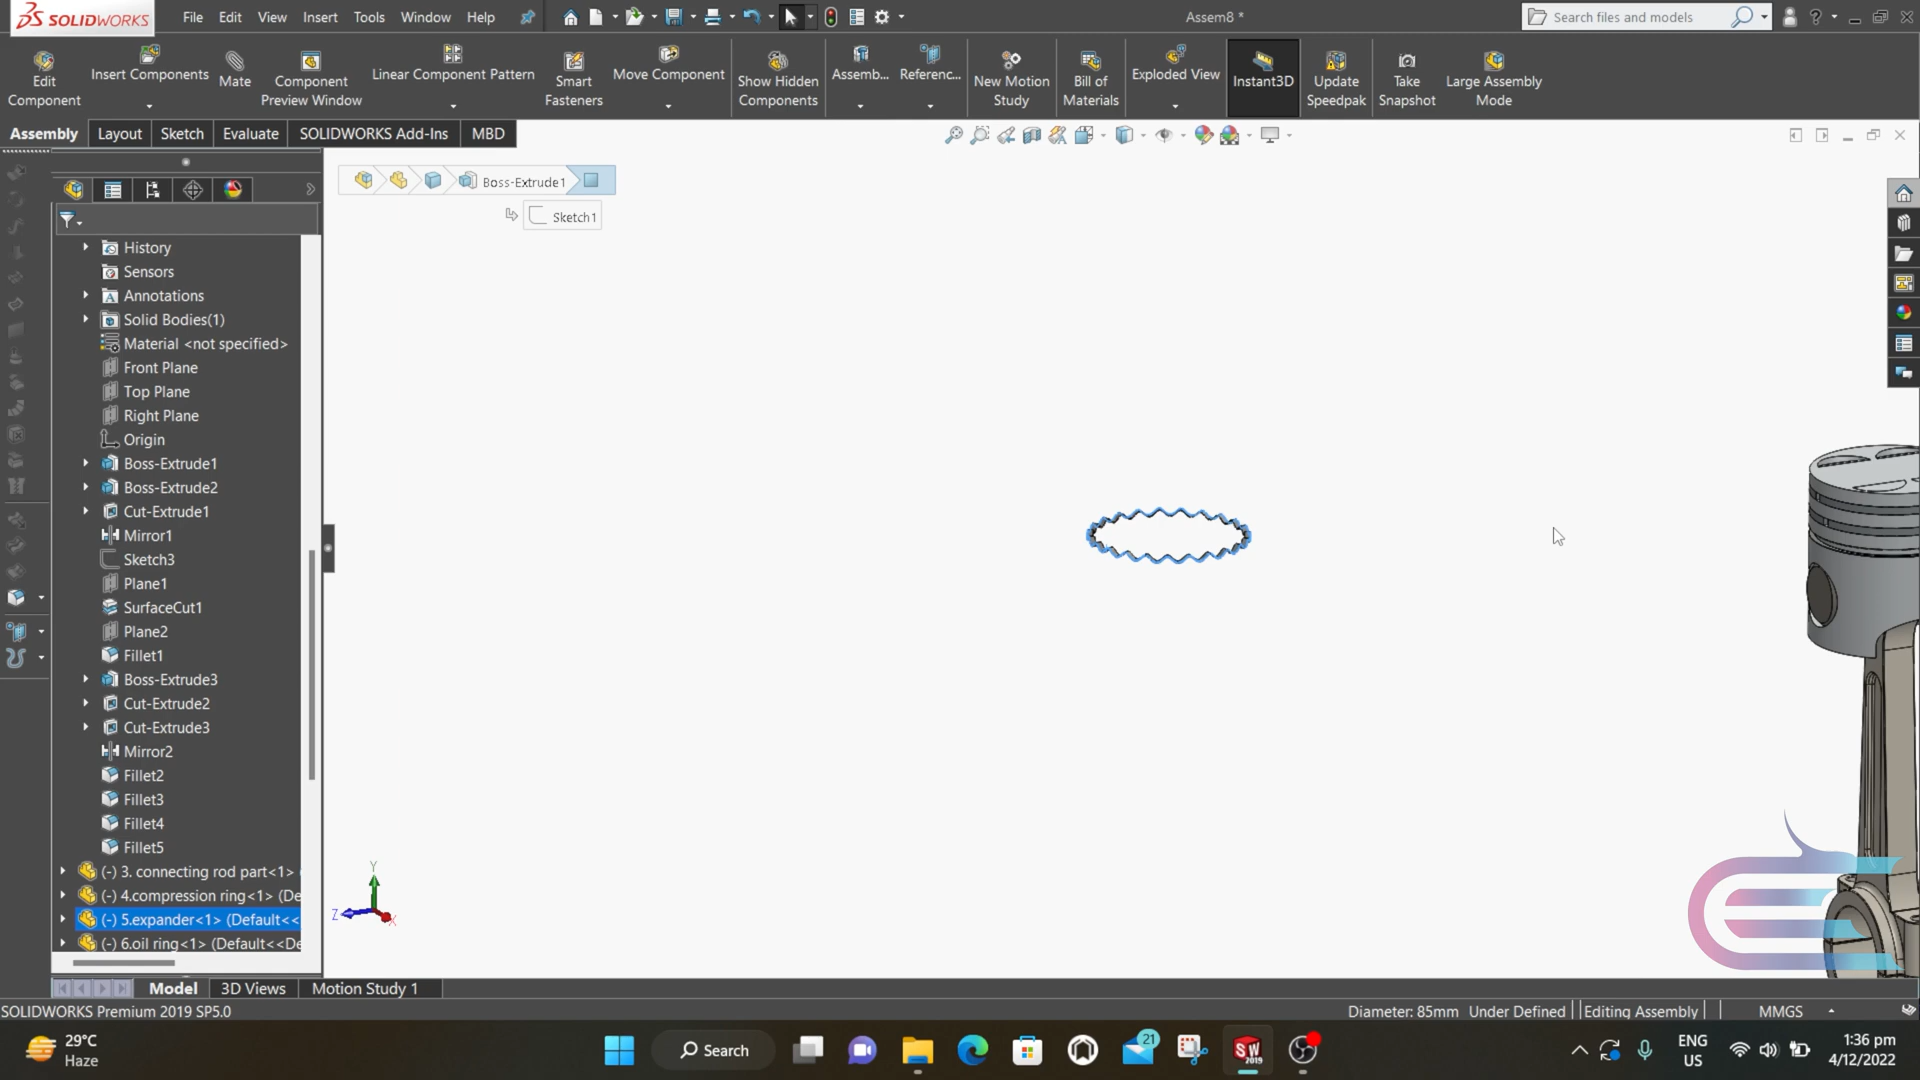 SOLIDWORKS
File Edit View Insert Tools Window Help
Assem8 *
Search files and models
Edit Component
Insert Components
Mate
Component Preview Window
Linear Component Pattern
Smart Fasteners
Move Component
Show Hidden Components
Assemb...
Referenc...
New Motion Study
Bill of Materials
Exploded View
Instant3D
Update Speedpak
Take Snapshot
Large Assembly Mode
Assembly Layout Sketch Evaluate SOLIDWORKS Add-Ins MBD
Boss-Extrude1
Sketch1
History
Sensors
Annotations
Solid Bodies(1)
Material <not specified>
Front Plane
Top Plane
Right Plane
Origin
Boss-Extrude1
Boss-Extrude2
Cut-Extrude1
Mirror1
Sketch3
Plane1
SurfaceCut1
Plane2
Fillet1
Boss-Extrude3
Cut-Extrude2
Cut-Extrude3
Mirror2
Fillet2
Fillet3
Fillet4
Fillet5
(-) 3. connecting rod part<1>
(-) 4.compression ring<1> (De
(-) 5.expander<1> (Default<<
(-) 6.oil ring<1> (Default<<De
Y
Z
X
Model 3D Views Motion Study 1
SOLIDWORKS Premium 2019 SP5.0
Diameter: 85mm Under Defined Editing Assembly MMGS
29°C
Haze
Search
21
SW
2019
ENG
US
1:36 pm
4/12/2022